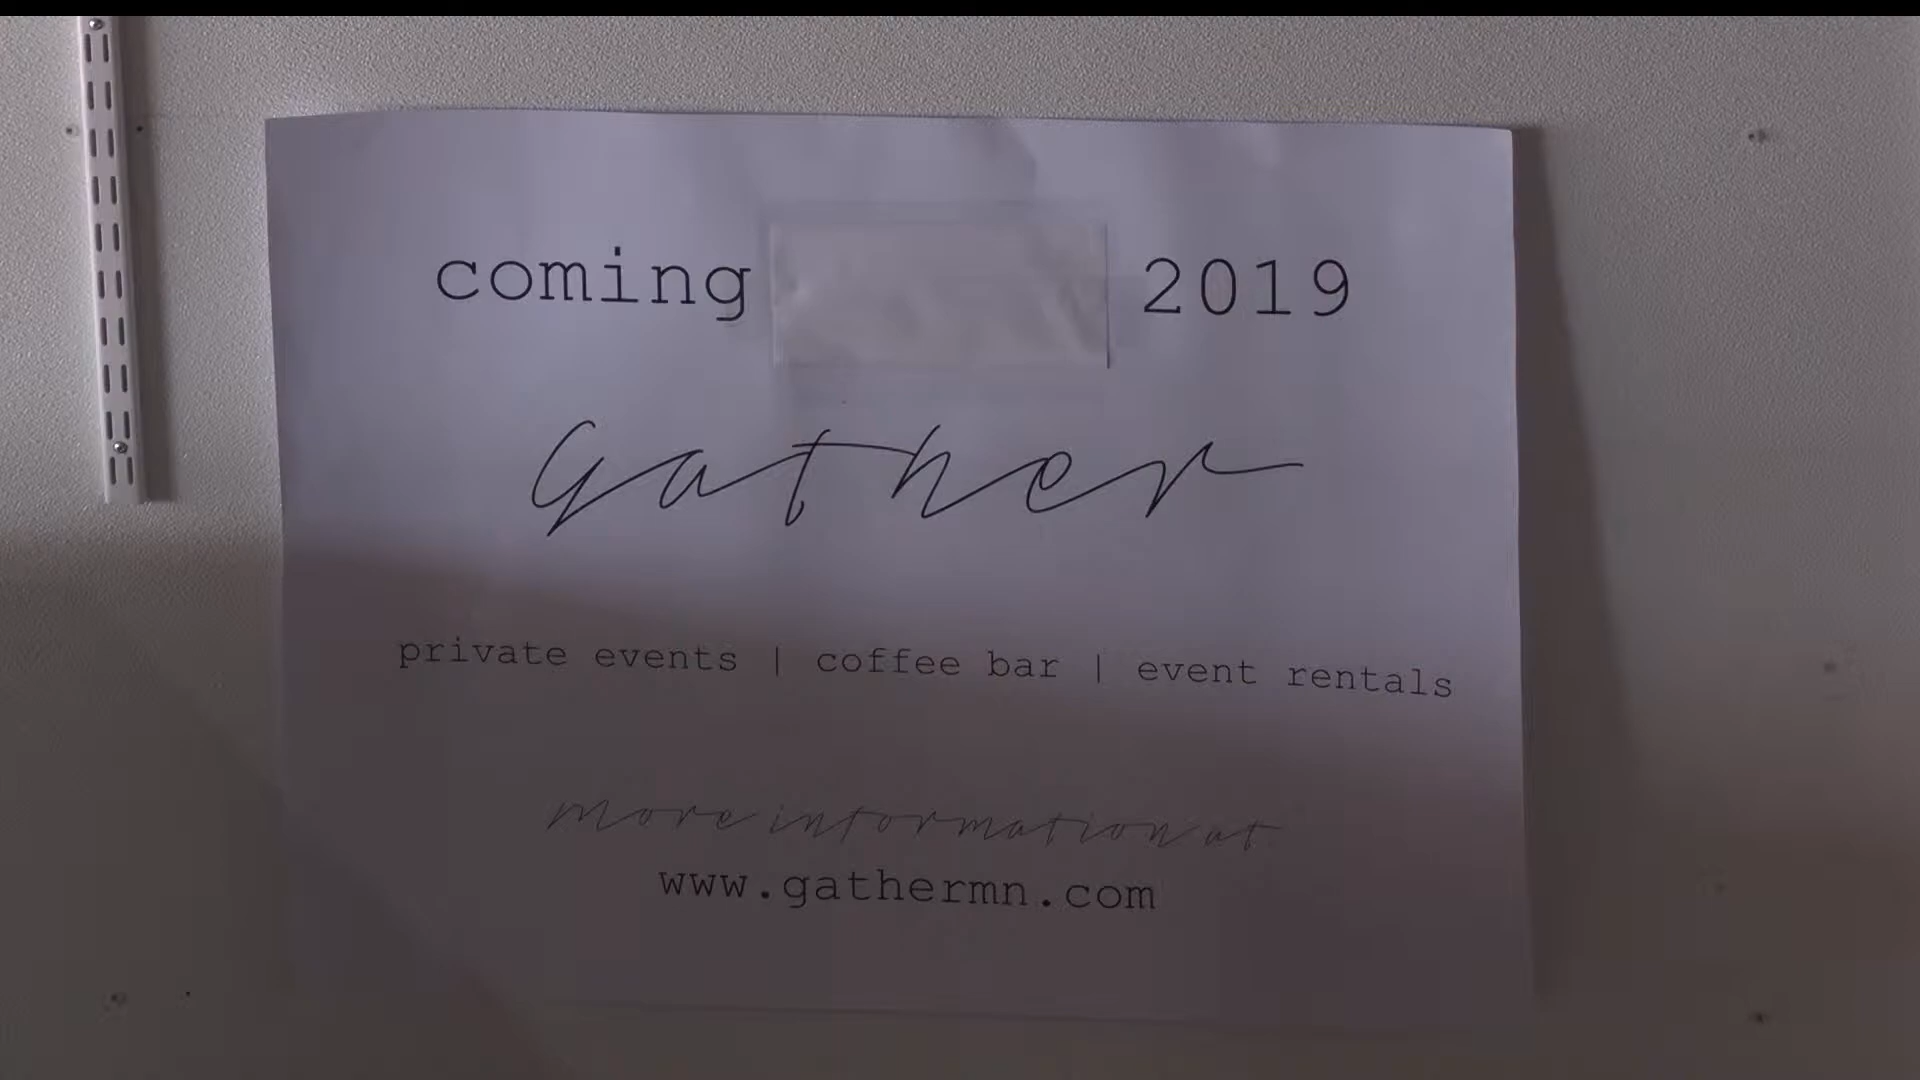 coming 2019
gather
private events | coffee bar | event rentals
more information at
www.gathermn.com